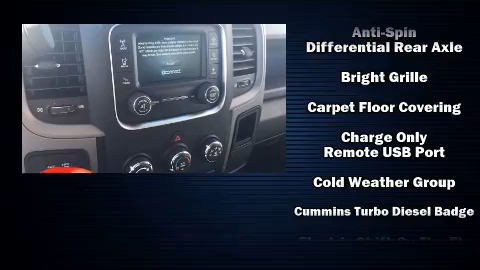 uconnect
Anti-Spin
Differential Rear Axle
Bright Grille
Carpet Floor Covering
Charge Only
Remote USB Port
Cold Weather Group
Cummins Turbo Diesel Badge